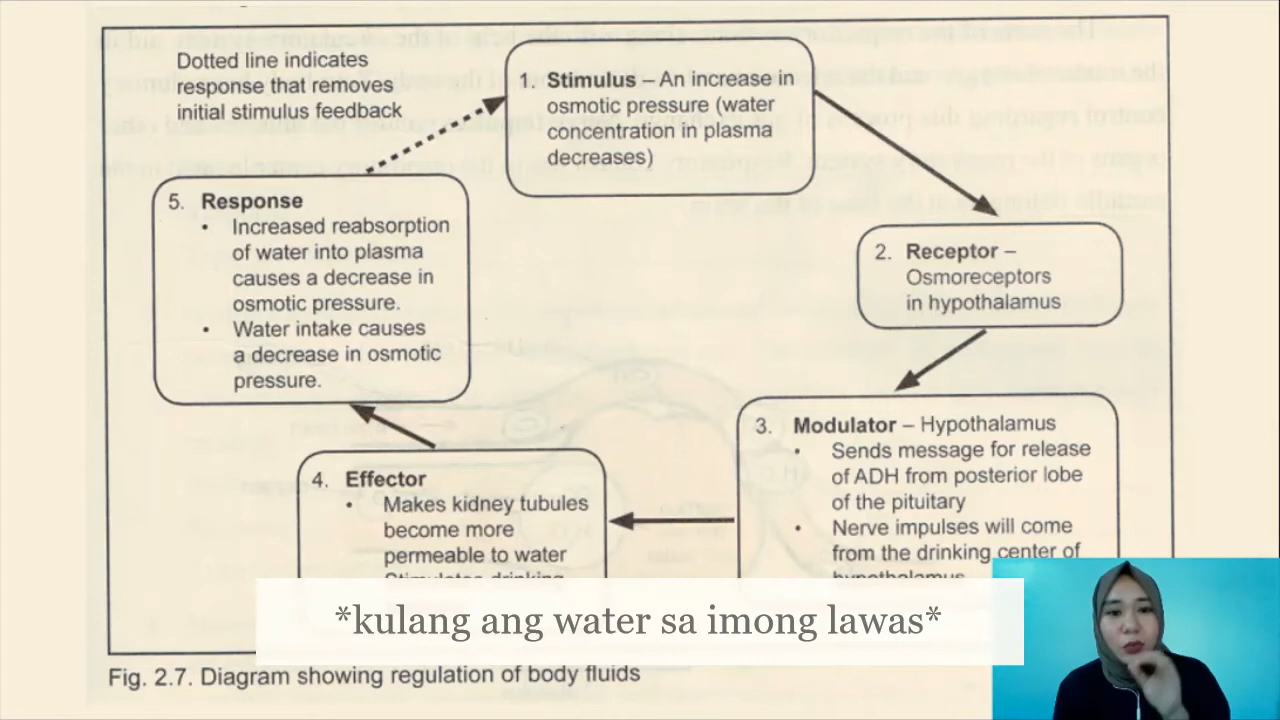 Dotted line indicates
response that removes
initial stimulus feedback
1. Stimulus – An increase in
osmotic pressure (water
concentration in plasma
decreases)
2. Receptor –
Osmoreceptors
in hypothalamus
3. Modulator – Hypothalamus
• Sends message for release
of ADH from posterior lobe
of the pituitary
• Nerve impulses will come
from the drinking center of
hypothalamus
4. Effector
• Makes kidney tubules
become more
permeable to water
Stimulates drinking
5. Response
• Increased reabsorption
of water into plasma
causes a decrease in
osmotic pressure.
• Water intake causes
a decrease in osmotic
pressure.
*kulang ang water sa imong lawas*
Fig. 2.7. Diagram showing regulation of body fluids